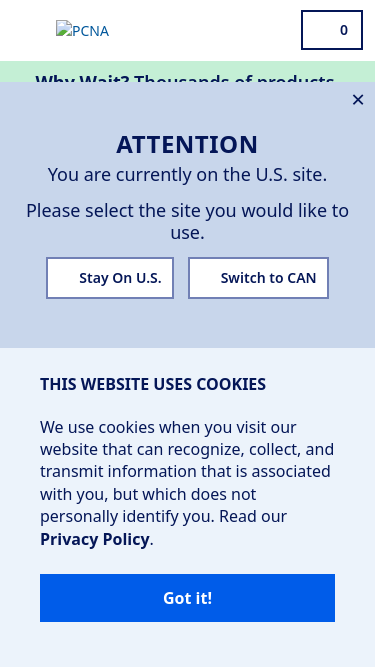 PCNA
0
Why Wait? Thousands of products
×
ATTENTION
You are currently on the U.S. site.
Please select the site you would like to
use.
Stay On U.S.
Switch to CAN
THIS WEBSITE USES COOKIES
We use cookies when you visit our
website that can recognize, collect, and
transmit information that is associated
with you, but which does not
personally identify you. Read our
Privacy Policy.
Got it!